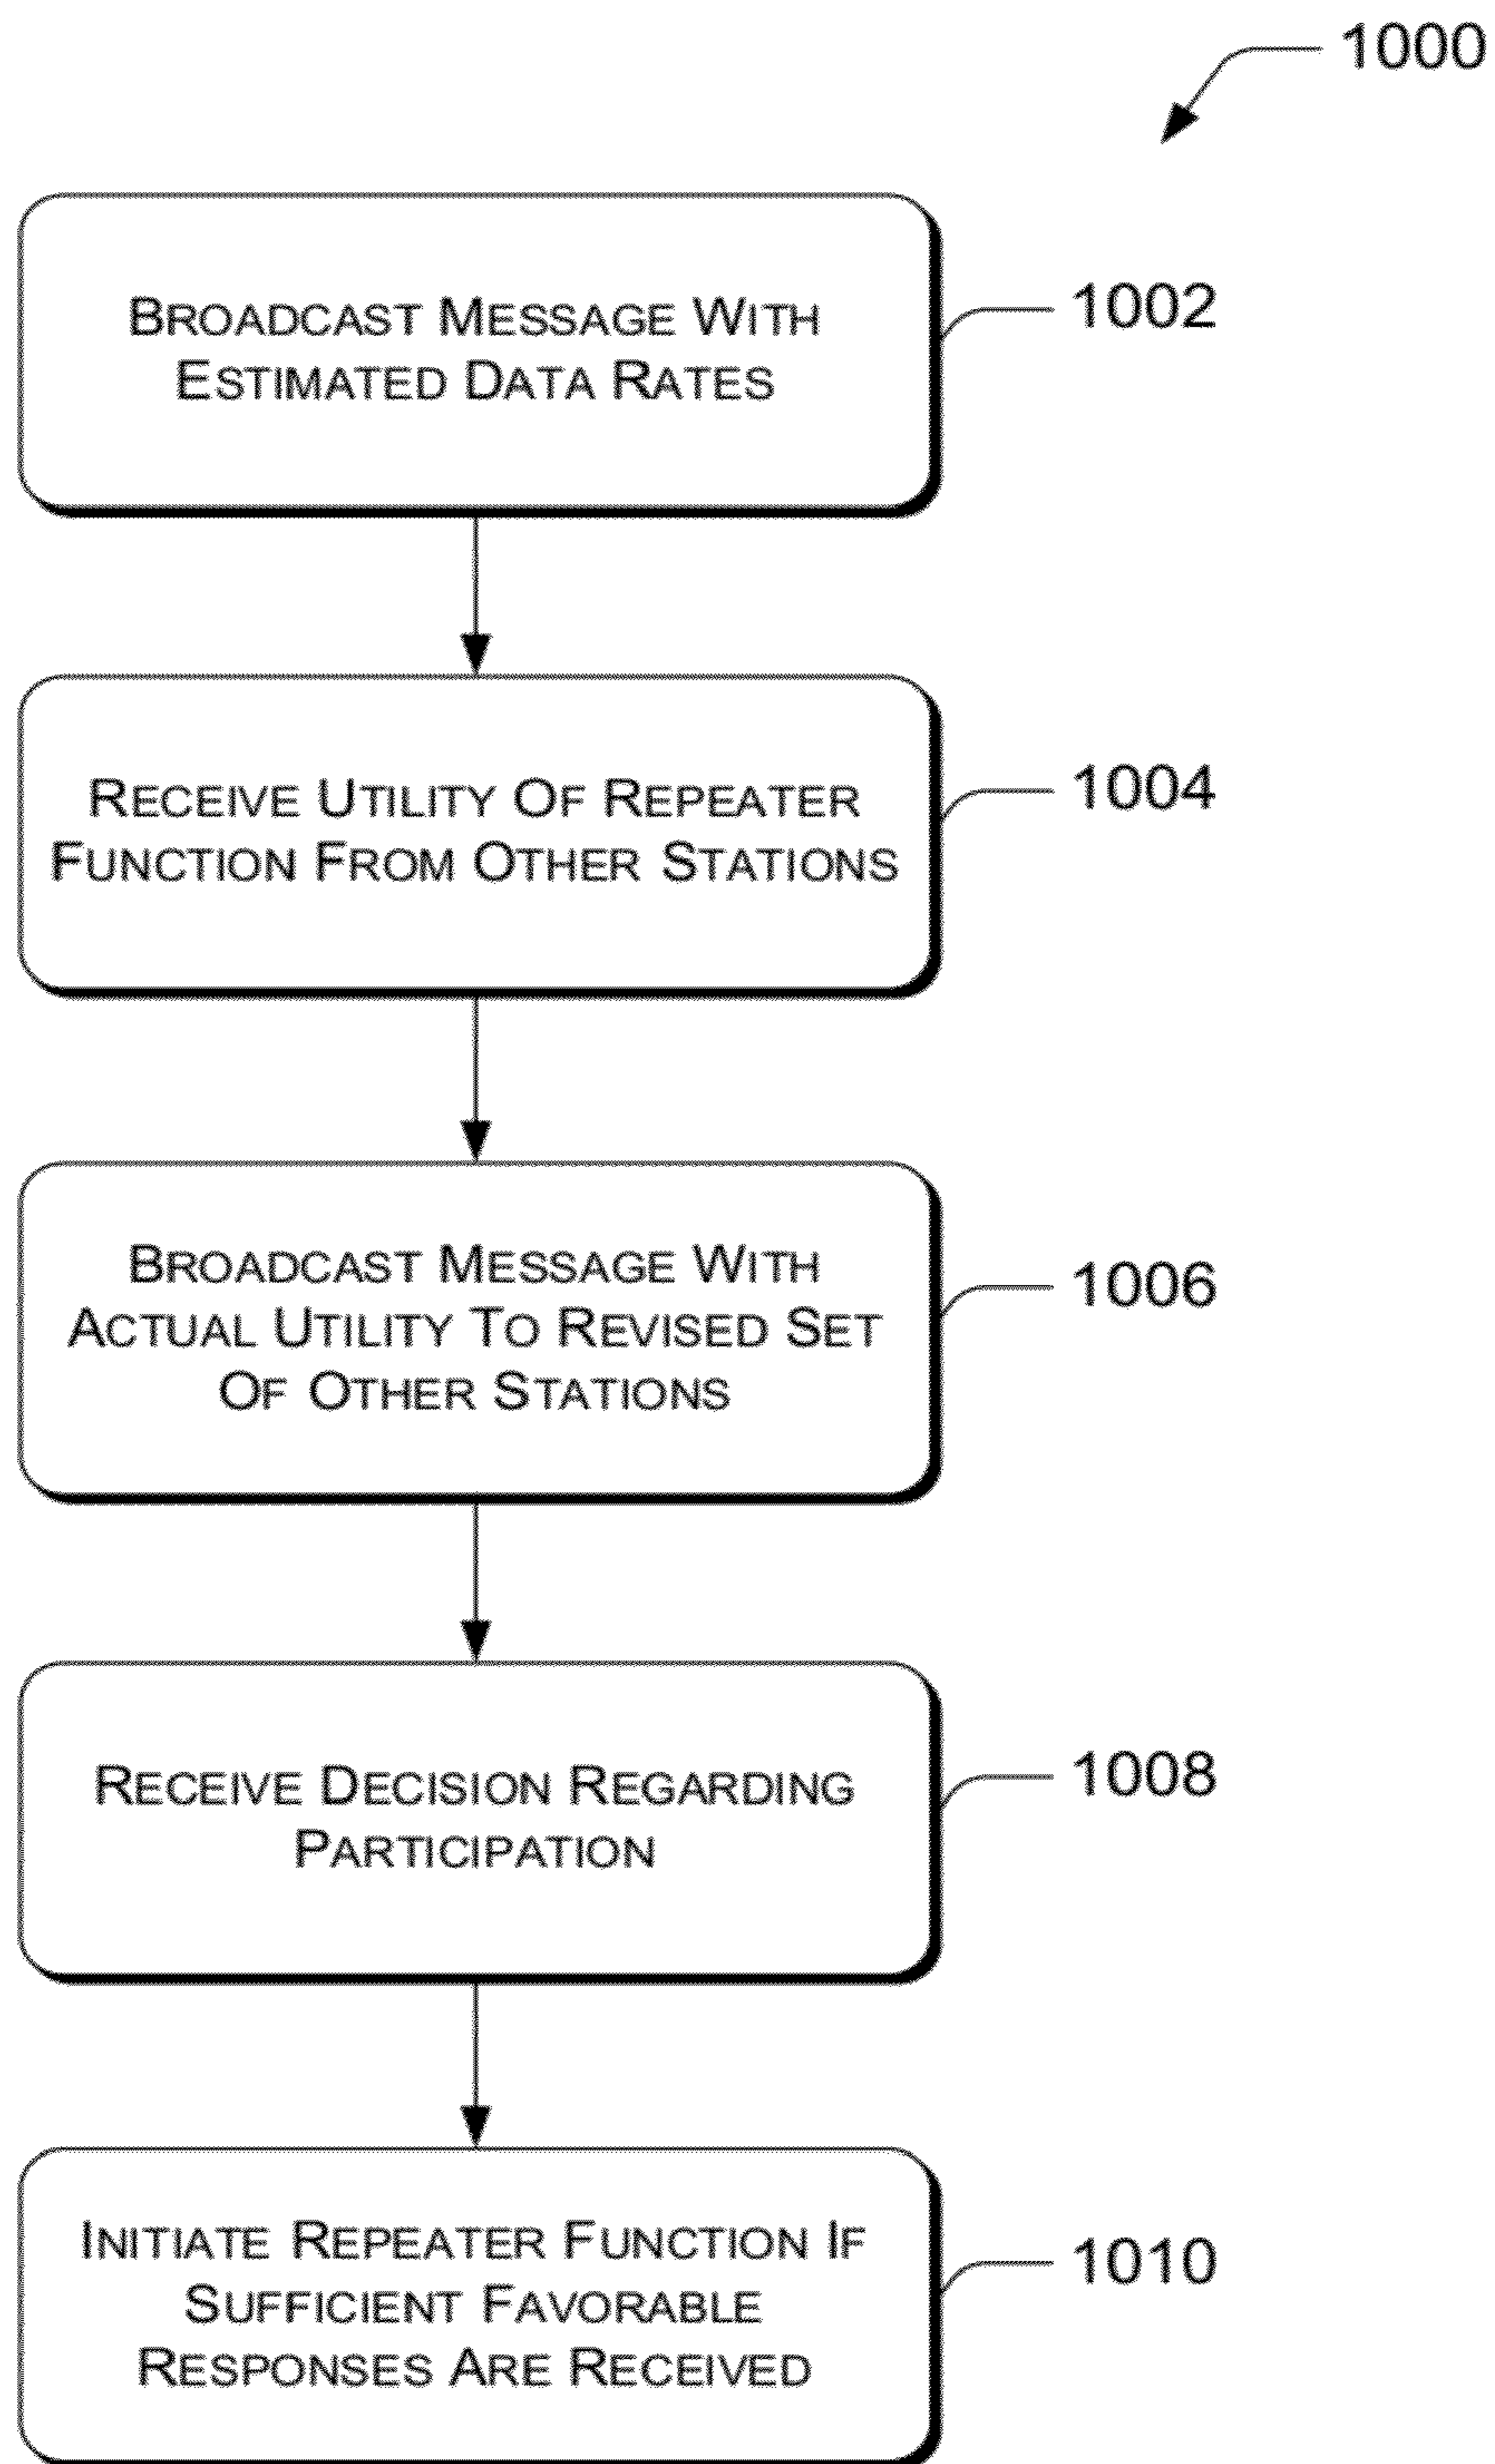 1000
BROADCAST MESSAGE WITH
ESTIMATED DATA RATES
1002
RECEIVE UTILITY OF REPEATER
FUNCTION FROM OTHER STATIONS
1004
BROADCAST MESSAGE WITH
ACTUAL UTILITY TO REVISED SET
OF OTHER STATIONS
1006
RECEIVE DECISION REGARDING
PARTICIPATION
1008
INITIATE REPEATER FUNCTION IF
SUFFICIENT FAVORABLE
RESPONSES ARE RECEIVED
1010